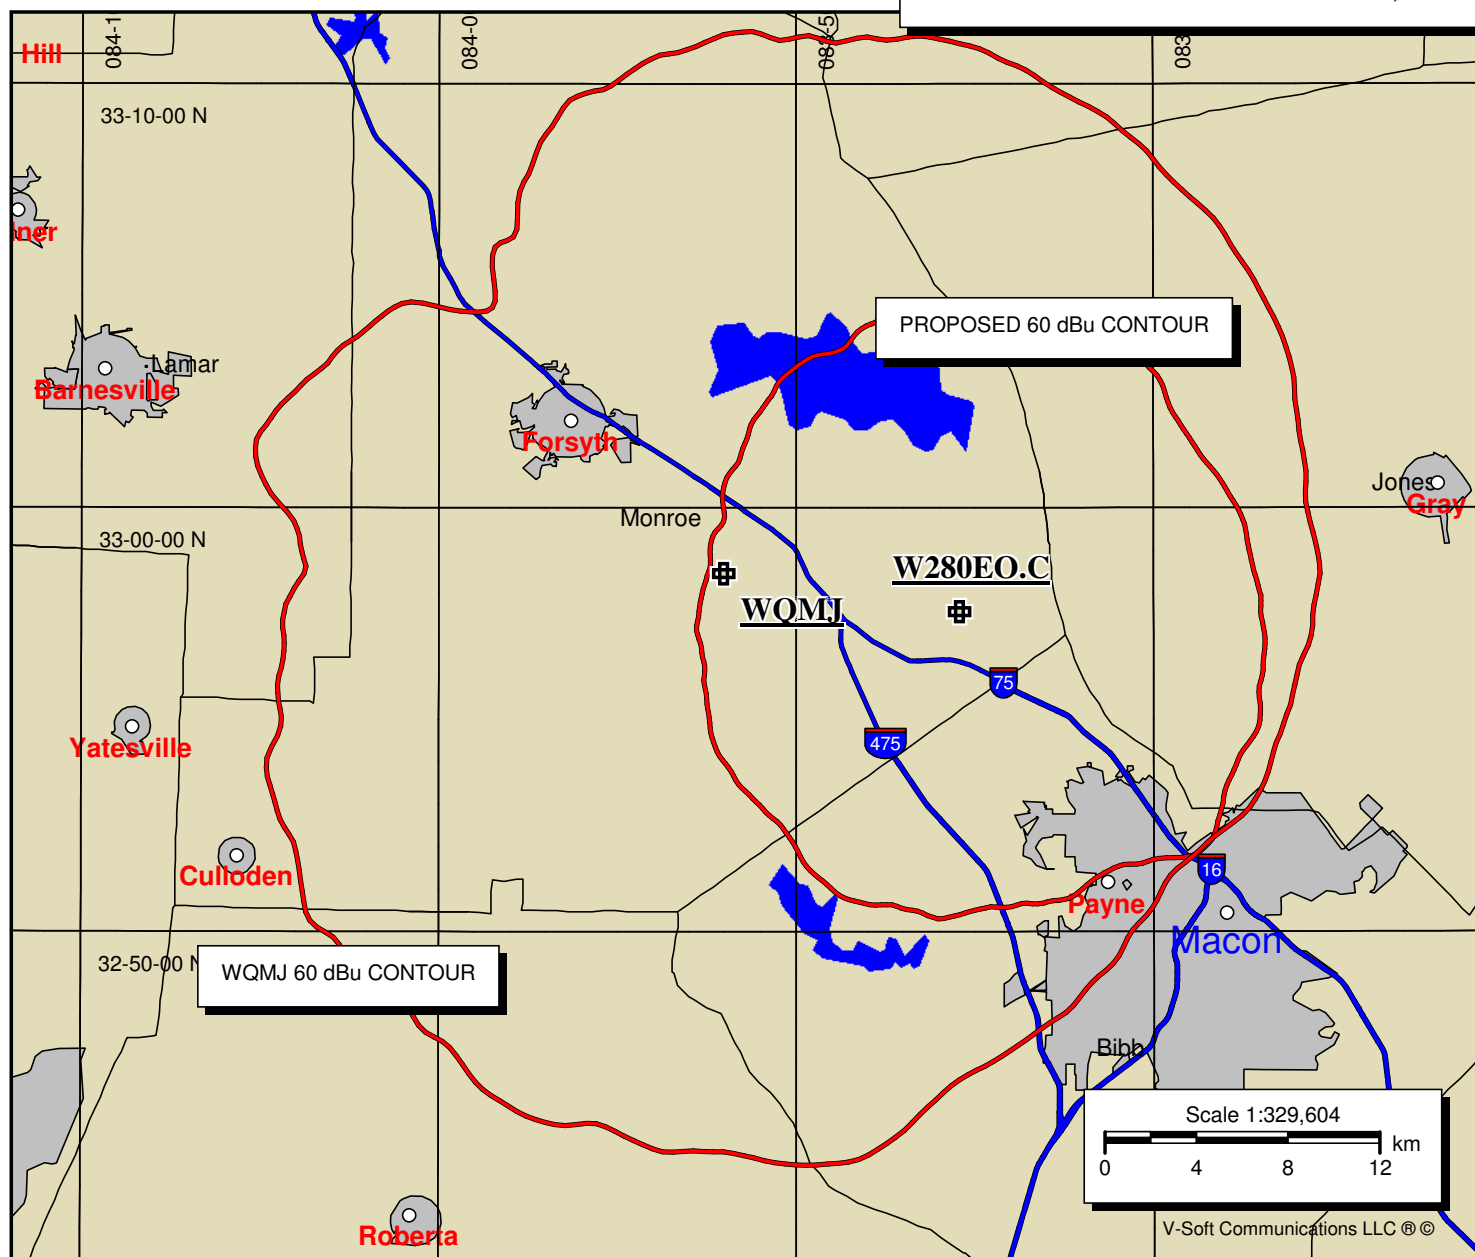 084-1
084-0
083-5
083
Hill
33-10-00 N
ner
PROPOSED 60 dBu CONTOUR
Lamar
Barnesville
Forsyth
Jones
Gray
Monroe
33-00-00 N
W280EO.C
WQMJ
75
475
Yatesville
16
Culloden
Payne
Macon
32-50-00 N
WQMJ 60 dBu CONTOUR
Bibb
Scale 1:329,604
km
0 4 8 12
Roberta
V-Soft Communications LLC ® ©